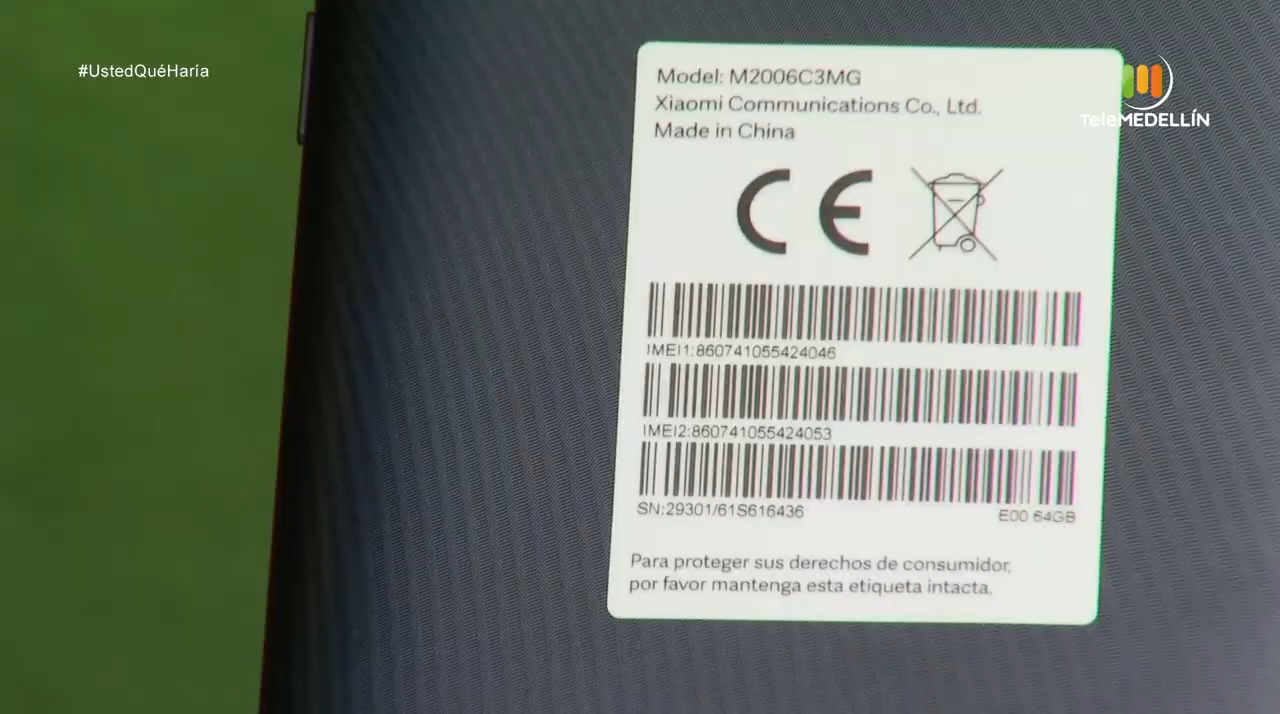 #UstedQuéHaría
TeleMEDELLÍN
Model: M2006C3MG
Xiaomi Communications Co., Ltd.
Made in China
CE
IMEI1:860741055424046
IMEI2:860741055424053
SN:29301/61S616436
E00 64GB
Para proteger sus derechos de consumidor,
por favor mantenga esta etiqueta intacta.